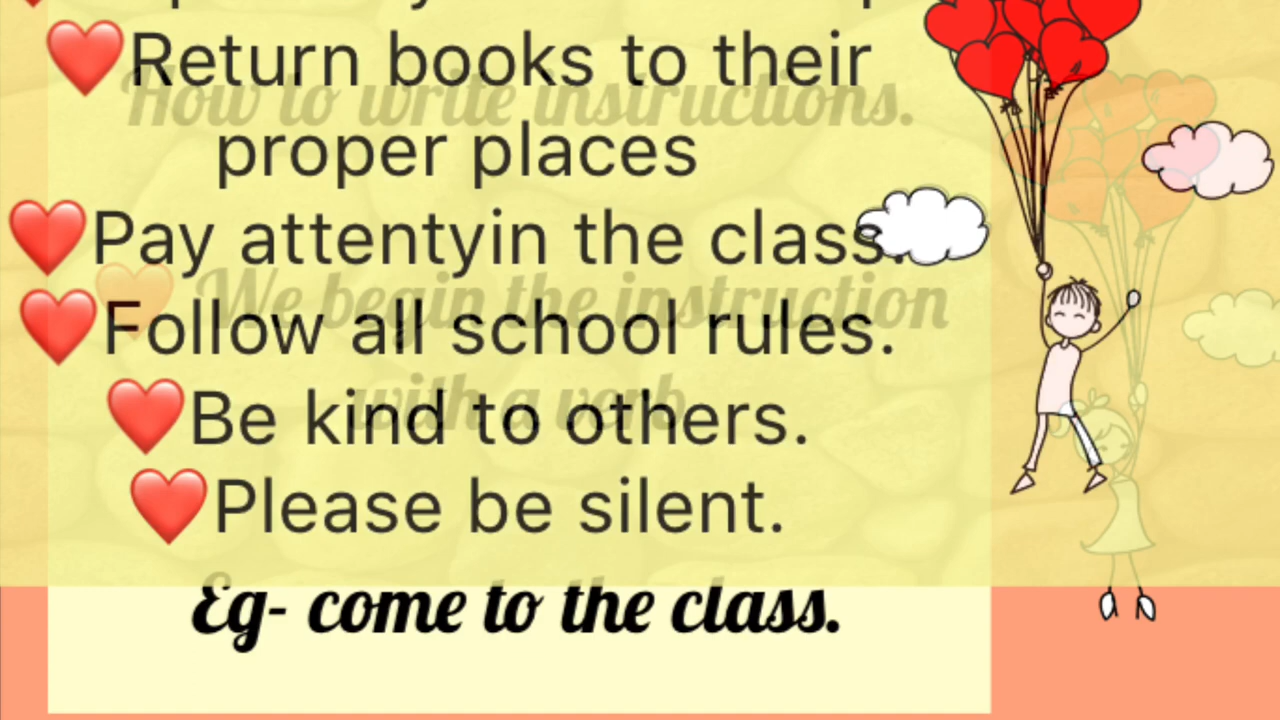 Return books to their
How to write instructions.
proper places
Pay attentyin the class.
We begin the instruction
Follow all school rules.
with a verb
Be kind to others.
Please be silent.
Eg- come to the class.